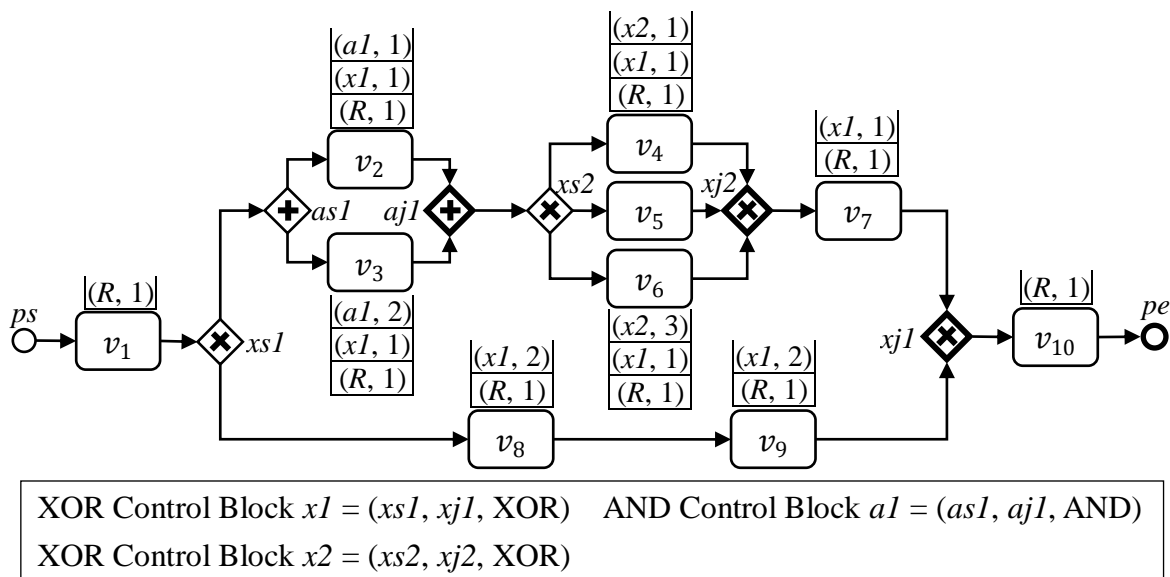 (a1, 1)
(x1, 1)
(R, 1)
v₂
(x2, 1)
(x1, 1)
(R, 1)
v₄
(x1, 1)
(R, 1)
v₇
as1
aj1
xs2
xj2
v₅
v₃
(a1, 2)
(x1, 1)
(R, 1)
v₆
(x2, 3)
(x1, 1)
(R, 1)
ps
(R, 1)
v₁
xs1
(x1, 2)
(R, 1)
v₈
(x1, 2)
(R, 1)
v₉
xj1
(R, 1)
v₁₀
pe
XOR Control Block x1 = (xs1, xj1, XOR) AND Control Block a1 = (as1, aj1, AND)
XOR Control Block x2 = (xs2, xj2, XOR)